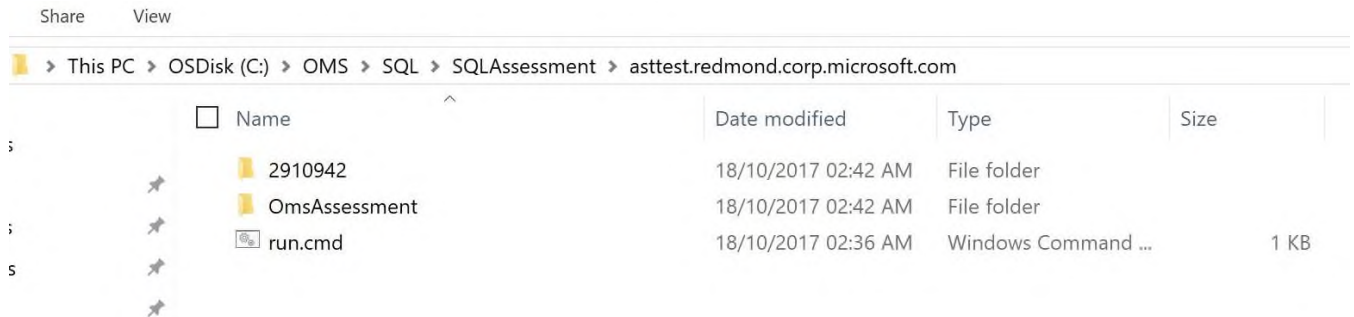 Share View
This PC > OSDisk (C:) > OMS > SQL > SQLAssessment > asttest.redmond.corp.microsoft.com
Name Date modified Type Size
2910942 18/10/2017 02:42 AM File folder
OmsAssessment 18/10/2017 02:42 AM File folder
run.cmd 18/10/2017 02:36 AM Windows Command ... 1 KB